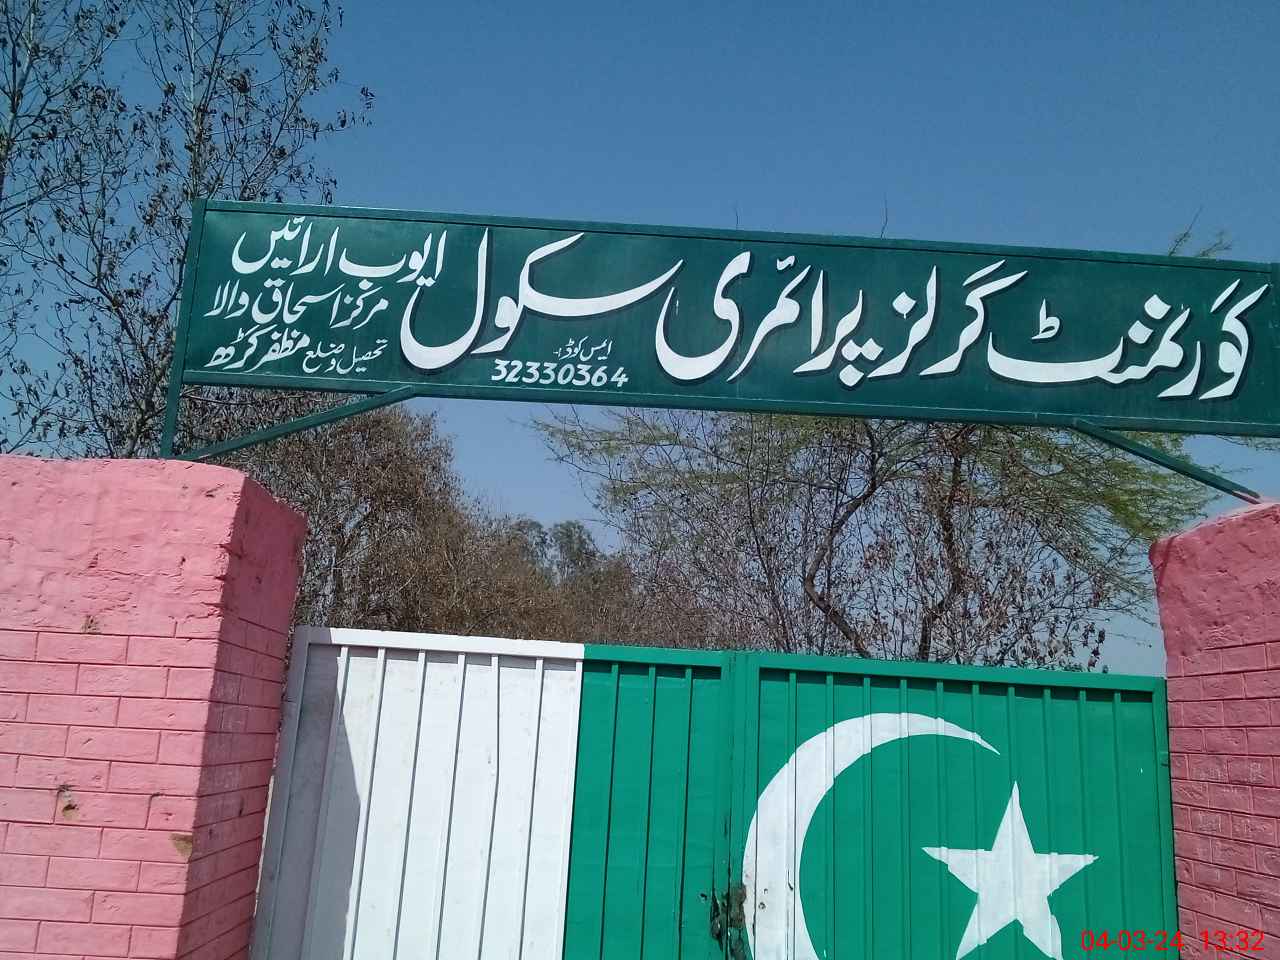 گورنمنٹ گرلز پرائمری سکول ایوب ارائیں
مرکز اسحاق والا
تحصیل و ضلع مظفر گڑھ
ایمس کوڈ:-
32330364
04-03-24 13:32